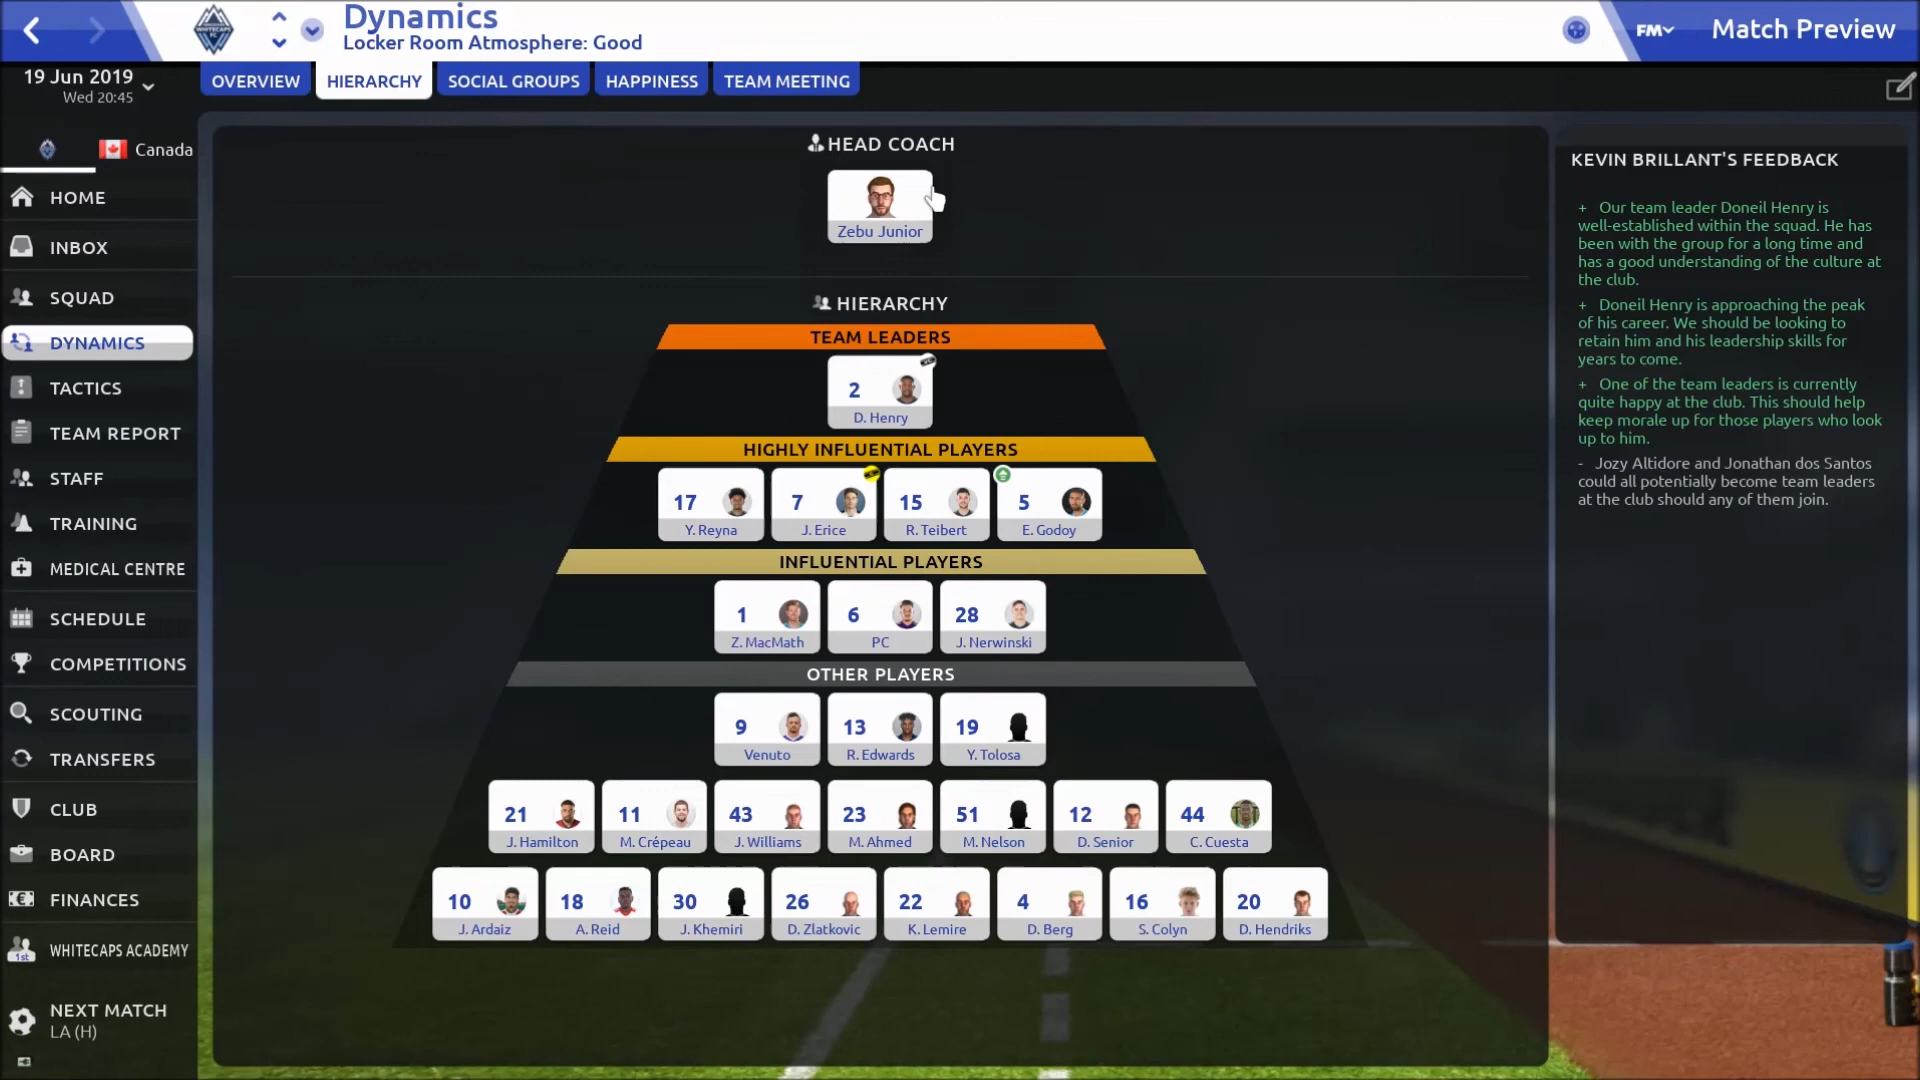 Dynamics
Locker Room Atmosphere: Good
FM
Match Preview
19 Jun 2019
Wed 20:45
OVERVIEW
HIERARCHY
SOCIAL GROUPS
HAPPINESS
TEAM MEETING
Canada
HOME
INBOX
SQUAD
DYNAMICS
TACTICS
TEAM REPORT
STAFF
TRAINING
MEDICAL CENTRE
SCHEDULE
COMPETITIONS
SCOUTING
TRANSFERS
CLUB
BOARD
FINANCES
1st
WHITECAPS ACADEMY
NEXT MATCH
LA (H)
HEAD COACH
Zebu Junior
HIERARCHY
TEAM LEADERS
2
D. Henry
HIGHLY INFLUENTIAL PLAYERS
17 7 15 5
Y. Reyna J. Erice R. Teibert E. Godoy
INFLUENTIAL PLAYERS
1 6 28
Z. MacMath PC J. Nerwinski
OTHER PLAYERS
9 13 19
Venuto R. Edwards Y. Tolosa
21 11 43 23 51 12 44
J. Hamilton M. Crépeau J. Williams M. Ahmed M. Nelson D. Senior C. Cuesta
10 18 30 26 22 4 16 20
J. Ardaiz A. Reid J. Khemiri D. Zlatkovic K. Lemire D. Berg S. Colyn D. Hendriks
KEVIN BRILLANT'S FEEDBACK
+ Our team leader Doneil Henry is
well-established within the squad. He has
been with the group for a long time and
has a good understanding of the culture at
the club.
+ Doneil Henry is approaching the peak
of his career. We should be looking to
retain him and his leadership skills for
years to come.
+ One of the team leaders is currently
quite happy at the club. This should help
keep morale up for those players who look
up to him.
- Jozy Altidore and Jonathan dos Santos
could all potentially become team leaders
at the club should any of them join.